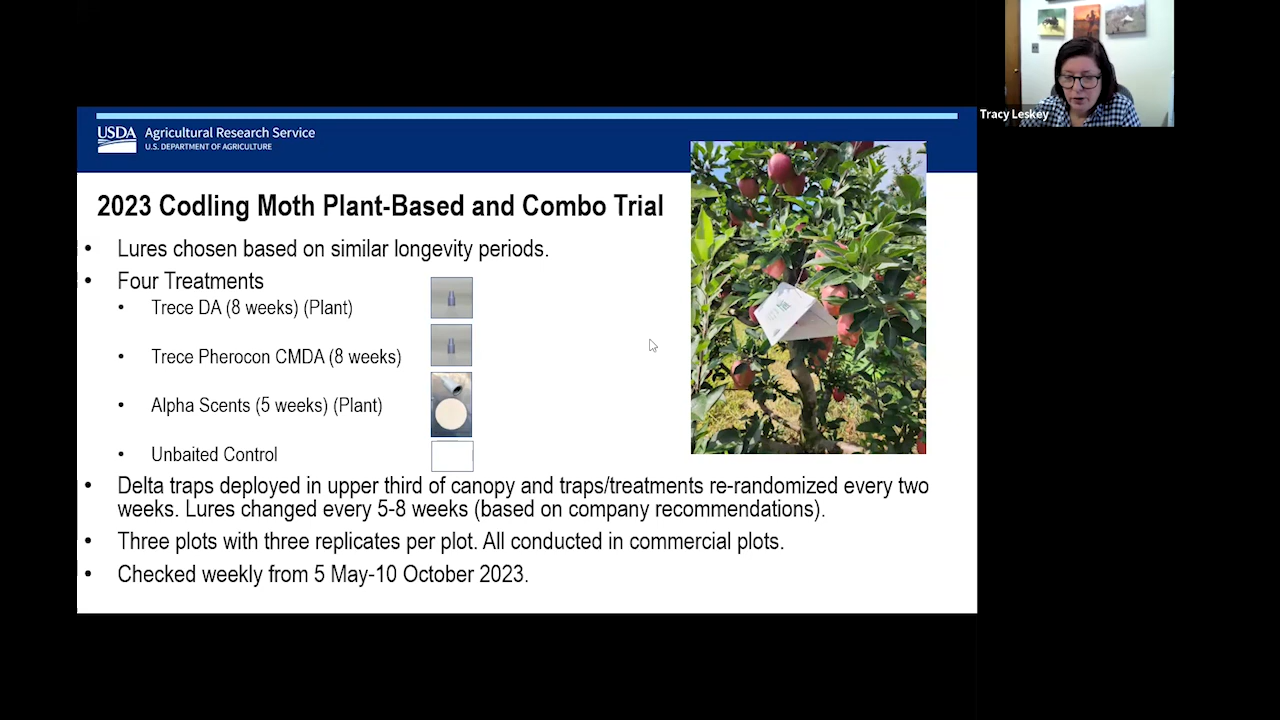 Tracy Leskey
USDA Agricultural Research Service
U.S. DEPARTMENT OF AGRICULTURE
2023 Codling Moth Plant-Based and Combo Trial
• Lures chosen based on similar longevity periods.
• Four Treatments
• Trece DA (8 weeks) (Plant)
• Trece Pherocon CMDA (8 weeks)
• Alpha Scents (5 weeks) (Plant)
• Unbaited Control
• Delta traps deployed in upper third of canopy and traps/treatments re-randomized every two
weeks. Lures changed every 5-8 weeks (based on company recommendations).
• Three plots with three replicates per plot. All conducted in commercial plots.
• Checked weekly from 5 May-10 October 2023.